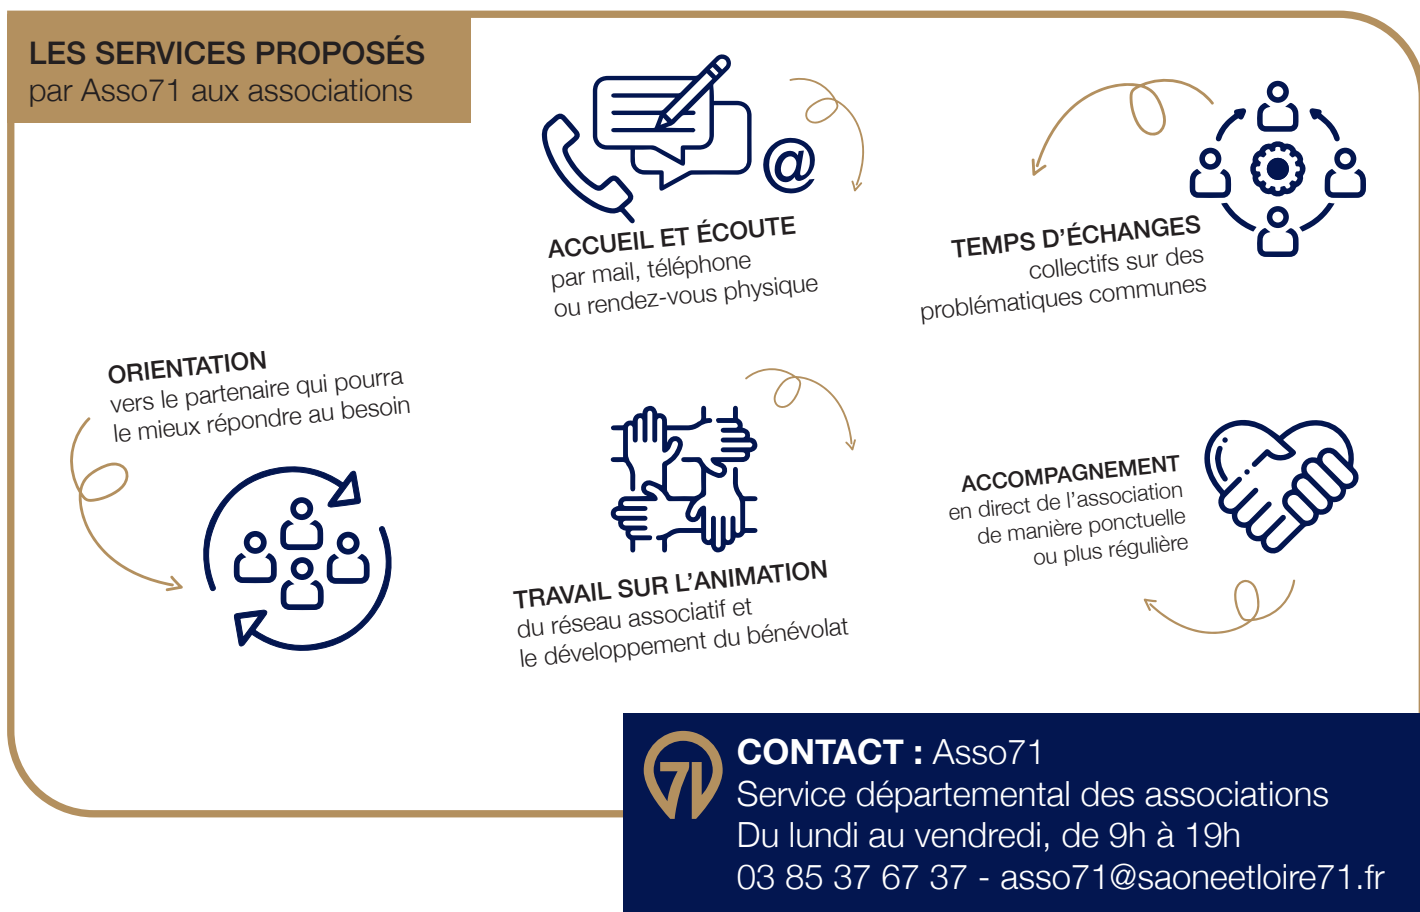 LES SERVICES PROPOSÉS
par Asso71 aux associations
@
ACCUEIL ET ÉCOUTE
par mail, téléphone
ou rendez-vous physique
TEMPS D'ÉCHANGES
collectifs sur des
problématiques communes
ORIENTATION
vers le partenaire qui pourra
le mieux répondre au besoin
TRAVAIL SUR L'ANIMATION
du réseau associatif et
le développement du bénévolat
ACCOMPAGNEMENT
en direct de l'association
de manière ponctuelle
ou plus régulière
71
CONTACT : Asso71
Service départemental des associations
Du lundi au vendredi, de 9h à 19h
03 85 37 67 37 - asso71@saoneetloire71.fr